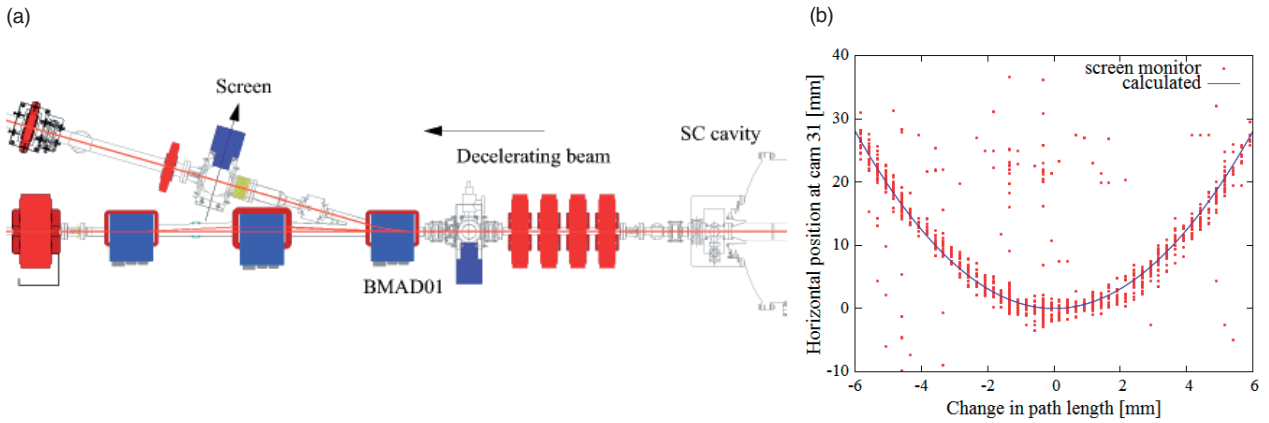 (a)
Screen
Decelerating beam
SC cavity
BMAD01
(b)
screen monitor
calculated
Horizontal position at cam 31 [mm]
40
30
20
10
0
-10
-6
-4
-2
0
2
4
6
Change in path length [mm]